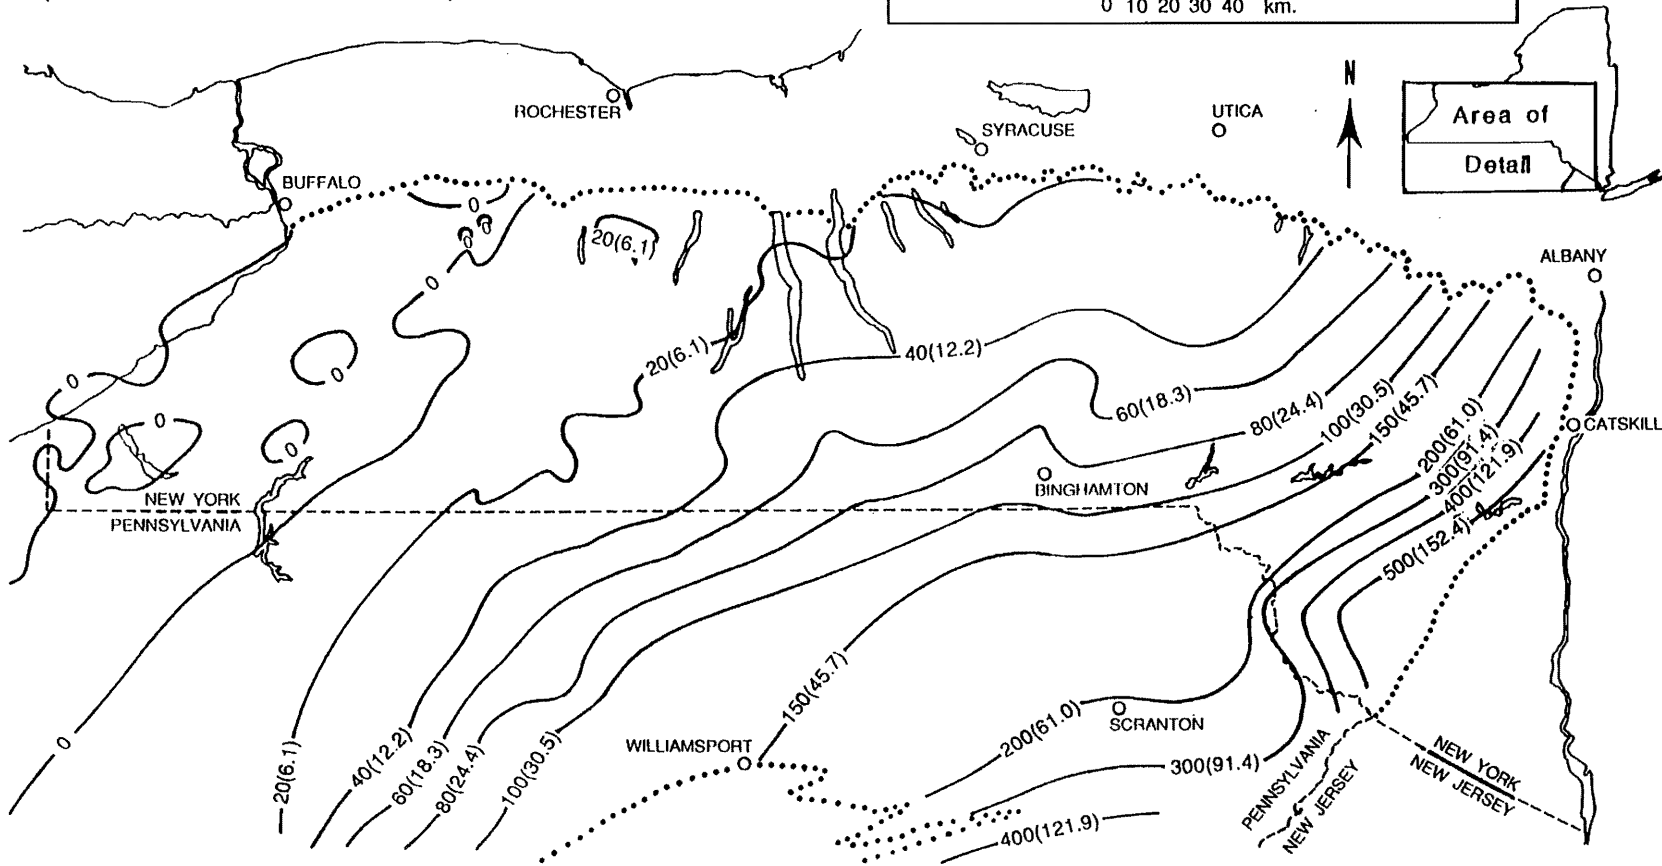 0 10 20 30 40 km.
ROCHESTER
SYRACUSE
UTICA
N
Area of
Detail
BUFFALO
0
0
0
20(6.1)
0
ALBANY
0
0
20(6.1)
40(12.2)
60(18.3)
80(24.4)
100(30.5)
150(45.7)
200(61.0)
300(91.4)
400(121.9)
500(152.4)
CATSKILL
0
0
NEW YORK
PENNSYLVANIA
BINGHAMTON
0
20(6.1)
40(12.2)
60(18.3)
80(24.4)
100(30.5)
150(45.7)
WILLIAMSPORT
200(61.0)
SCRANTON
300(91.4)
400(121.9)
PENNSYLVANIA
NEW JERSEY
NEW YORK
NEW JERSEY